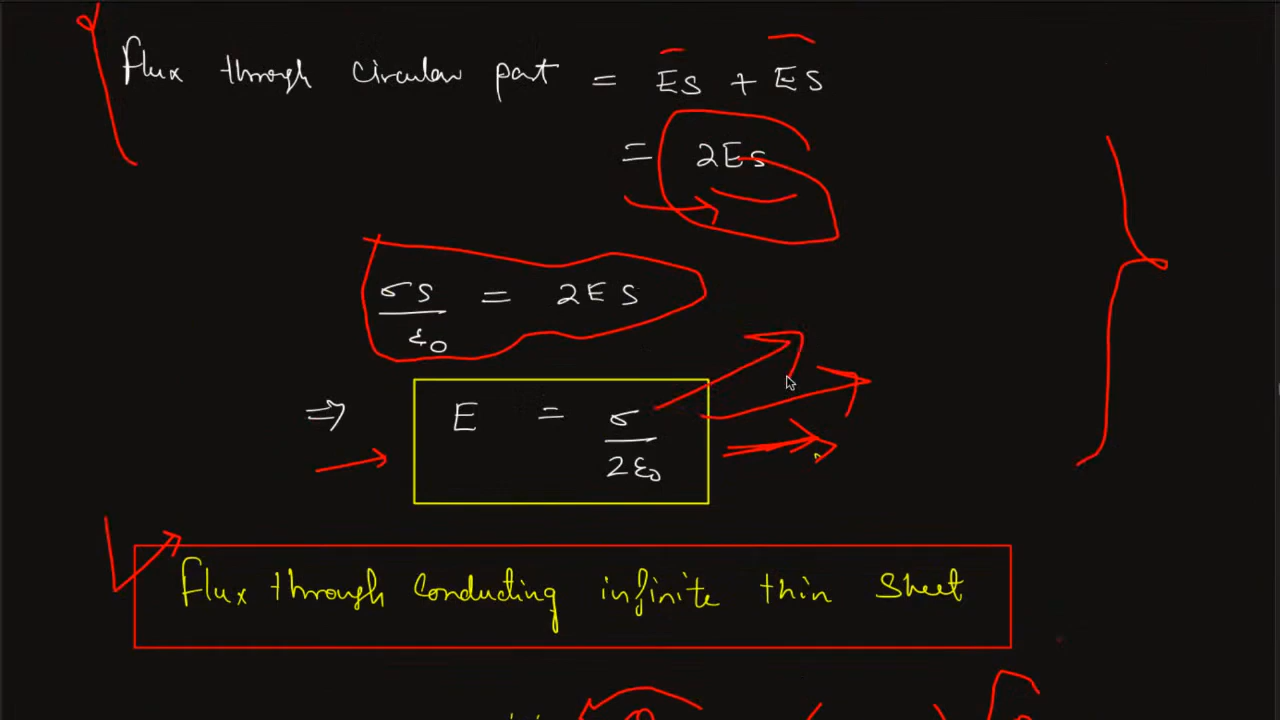 flux through circular part = ES + ES
= 2ES
σS/ε0 = 2ES
⇒ E = σ/2ε0
flux through conducting infinite thin sheet